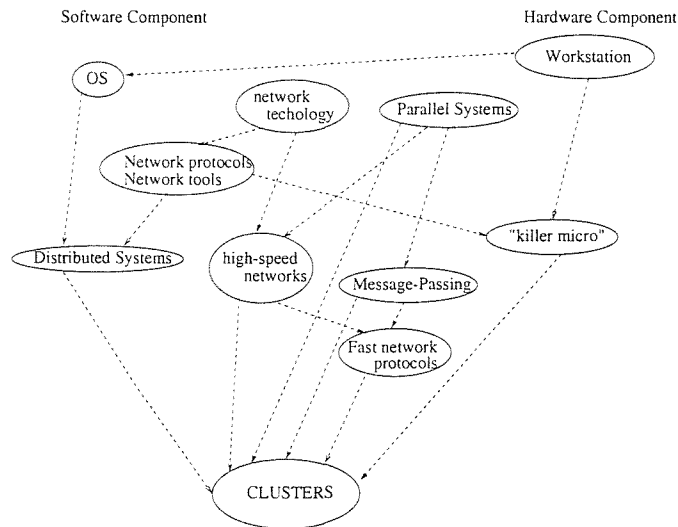 Software Component
Hardware Component
Workstation
OS
network
techology
Parallel Systems
Network protocols
Network tools
"killer micro"
Distributed Systems
high-speed
networks
Message-Passing
Fast network
protocols
CLUSTERS